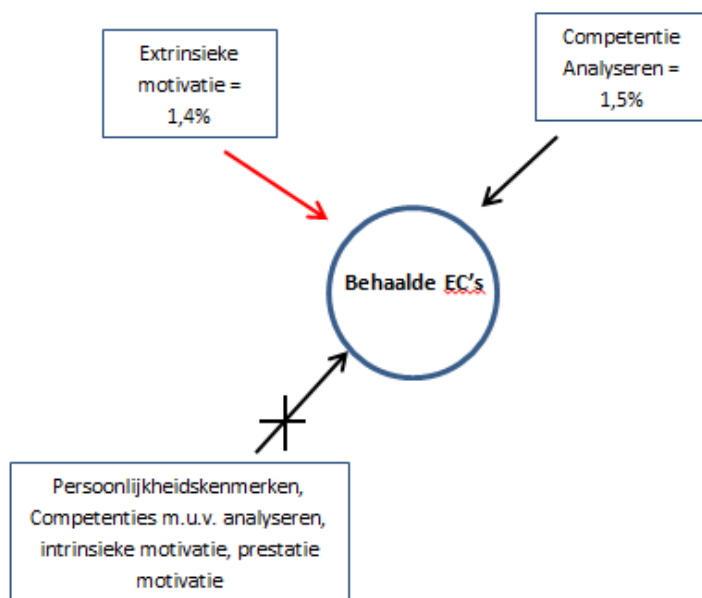 Extrinsieke
motivatie =
1,4%
Competentie
Analyseren =
1,5%
Behaalde EC's
Persoonlijkheidskenmerken,
Competenties m.u.v. analyseren,
intrinsieke motivatie, prestatie
motivatie